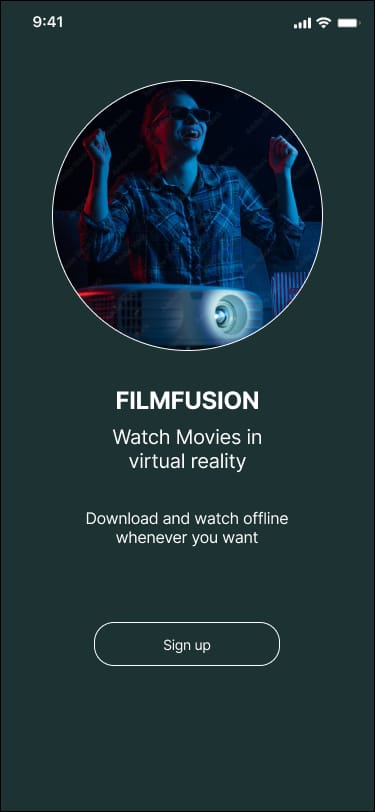 9:41
FILMFUSION
Watch Movies in
virtual reality
Download and watch offline
whenever you want
Sign up